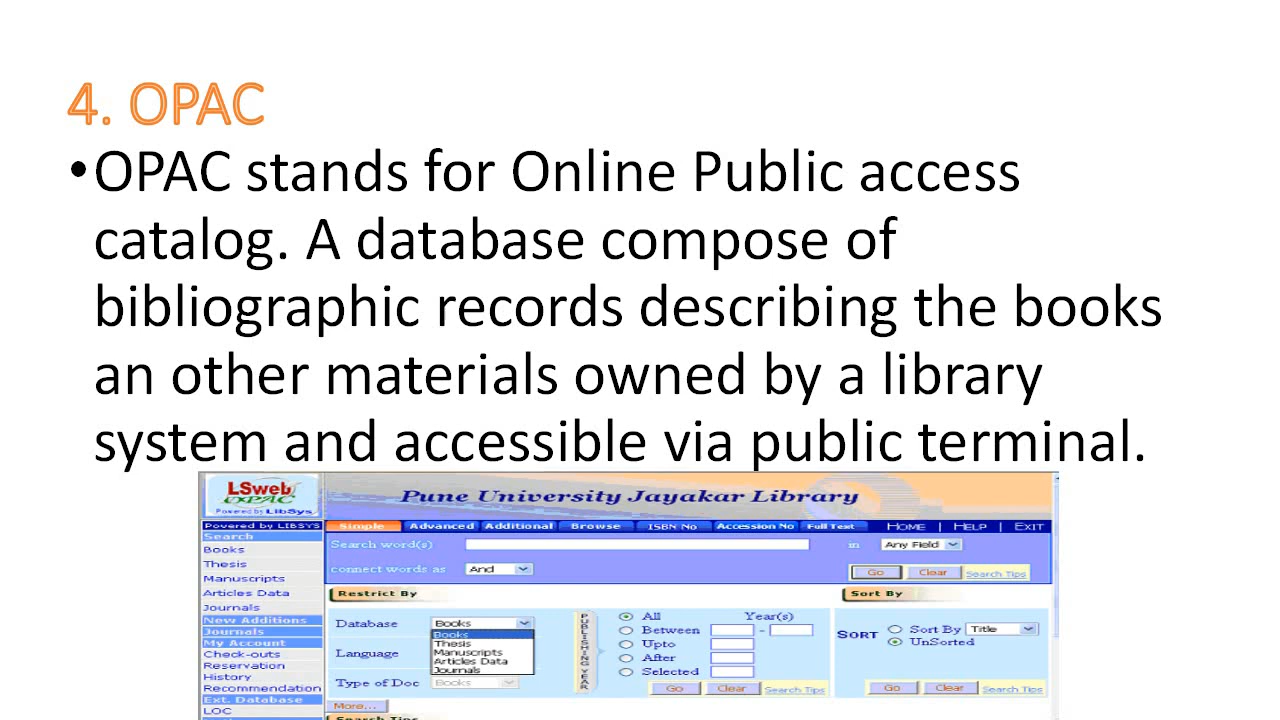 4. OPAC
•OPAC stands for Online Public access
catalog. A database compose of
bibliographic records describing the books
an other materials owned by a library
system and accessible via public terminal.
LSweb
OPAC
Powered by LibSys
Pune University Jayakar Library
Powered by LIBSYS
Simple Advanced Additional Browse ISBN No Accession No Full Text HOME | HELP | EXIT
Search
Books
Thesis
Manuscripts
Articles Data
Journals
New Additions
Journals
My Account
Check-outs
Reservation
History
Recommendation
Ext. Database
LOC
Search word(s) in Any Field
connect words as And Go Clear Search Tips
Restrict By
Database Books
Books
Thesis
Manuscripts
Articles Data
Journals
Language
Type of Doc Books
More...
Search Tips
PUBLISHING YEAR
All Year(s)
Between -
Upto
After
Selected
Go Clear Search Tips
Sort By
SORT Sort By Title
UnSorted
Go Clear Search Tips